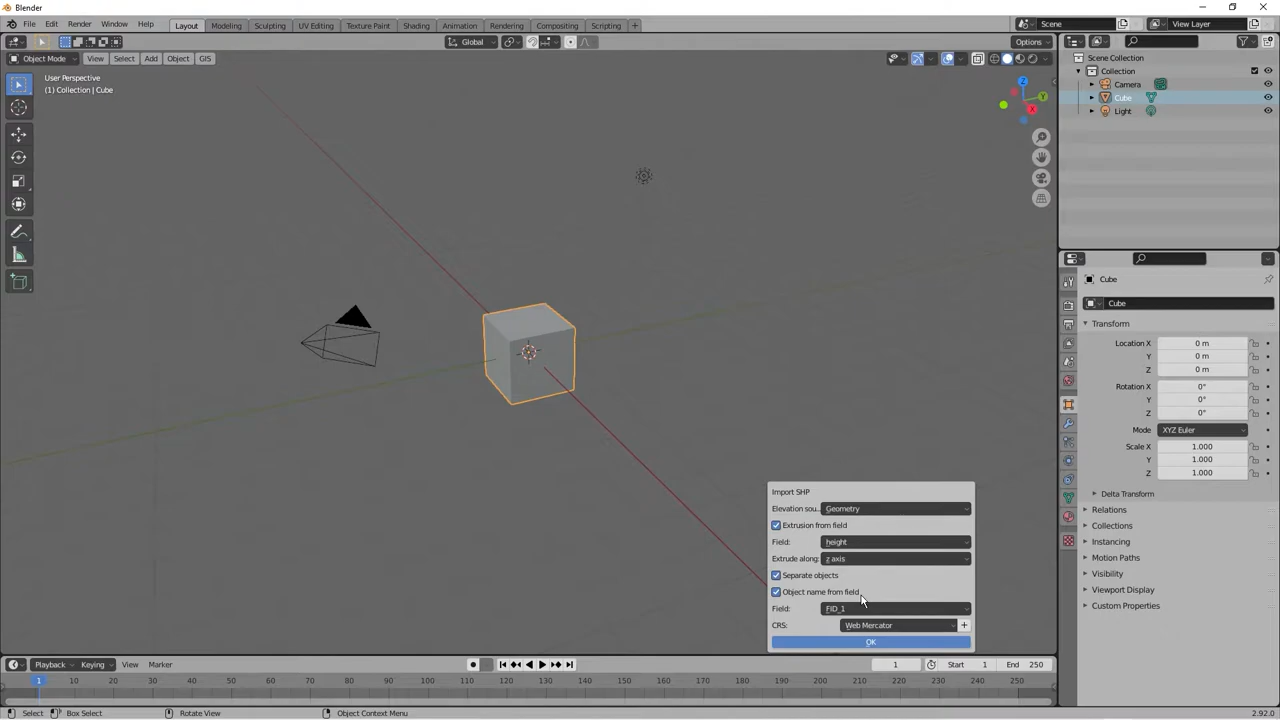 Blender
File Edit Render Window Help Layout Modeling Sculpting UV Editing Texture Paint Shading Animation Rendering Compositing Scripting + Scene View Layer
Global Options
Object Mode View Select Add Object GIS
User Perspective
(1) Collection | Cube
Z
Y
X
Scene Collection
Collection
Camera
Cube
Light
Cube
Cube
Transform
Location X 0 m
Y 0 m
Z 0 m
Rotation X 0°
Y 0°
Z 0°
Mode XYZ Euler
Scale X 1.000
Y 1.000
Z 1.000
Delta Transform
Relations
Collections
Instancing
Motion Paths
Visibility
Viewport Display
Custom Properties
Import SHP
Elevation sou... Geometry
Extrusion from field
Field: height
Extrude along: z axis
Separate objects
Object name from field
Field: FID_1
CRS: Web Mercator +
OK
Playback Keying View Marker 1 Start 1 End 250
1 10 20 30 40 50 60 70 80 90 100 110 120 130 140 150 160 170 180 190 200 210 220 230 240 250
Select Box Select Rotate View Object Context Menu 2.92.0